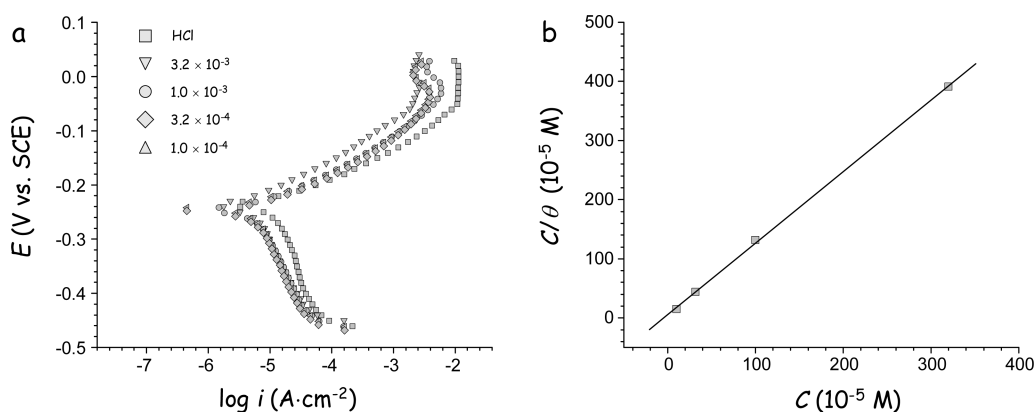 a
0.1
0.0
-0.1
-0.2
-0.3
-0.4
-0.5
E (V vs. SCE)
HCl
3.2 × 10⁻³
1.0 × 10⁻³
3.2 × 10⁻⁴
1.0 × 10⁻⁴
-7 -6 -5 -4 -3 -2
log i (A·cm⁻²)
b
500
400
300
200
100
0
C/θ (10⁻⁵ M)
0 100 200 300 400
C (10⁻⁵ M)